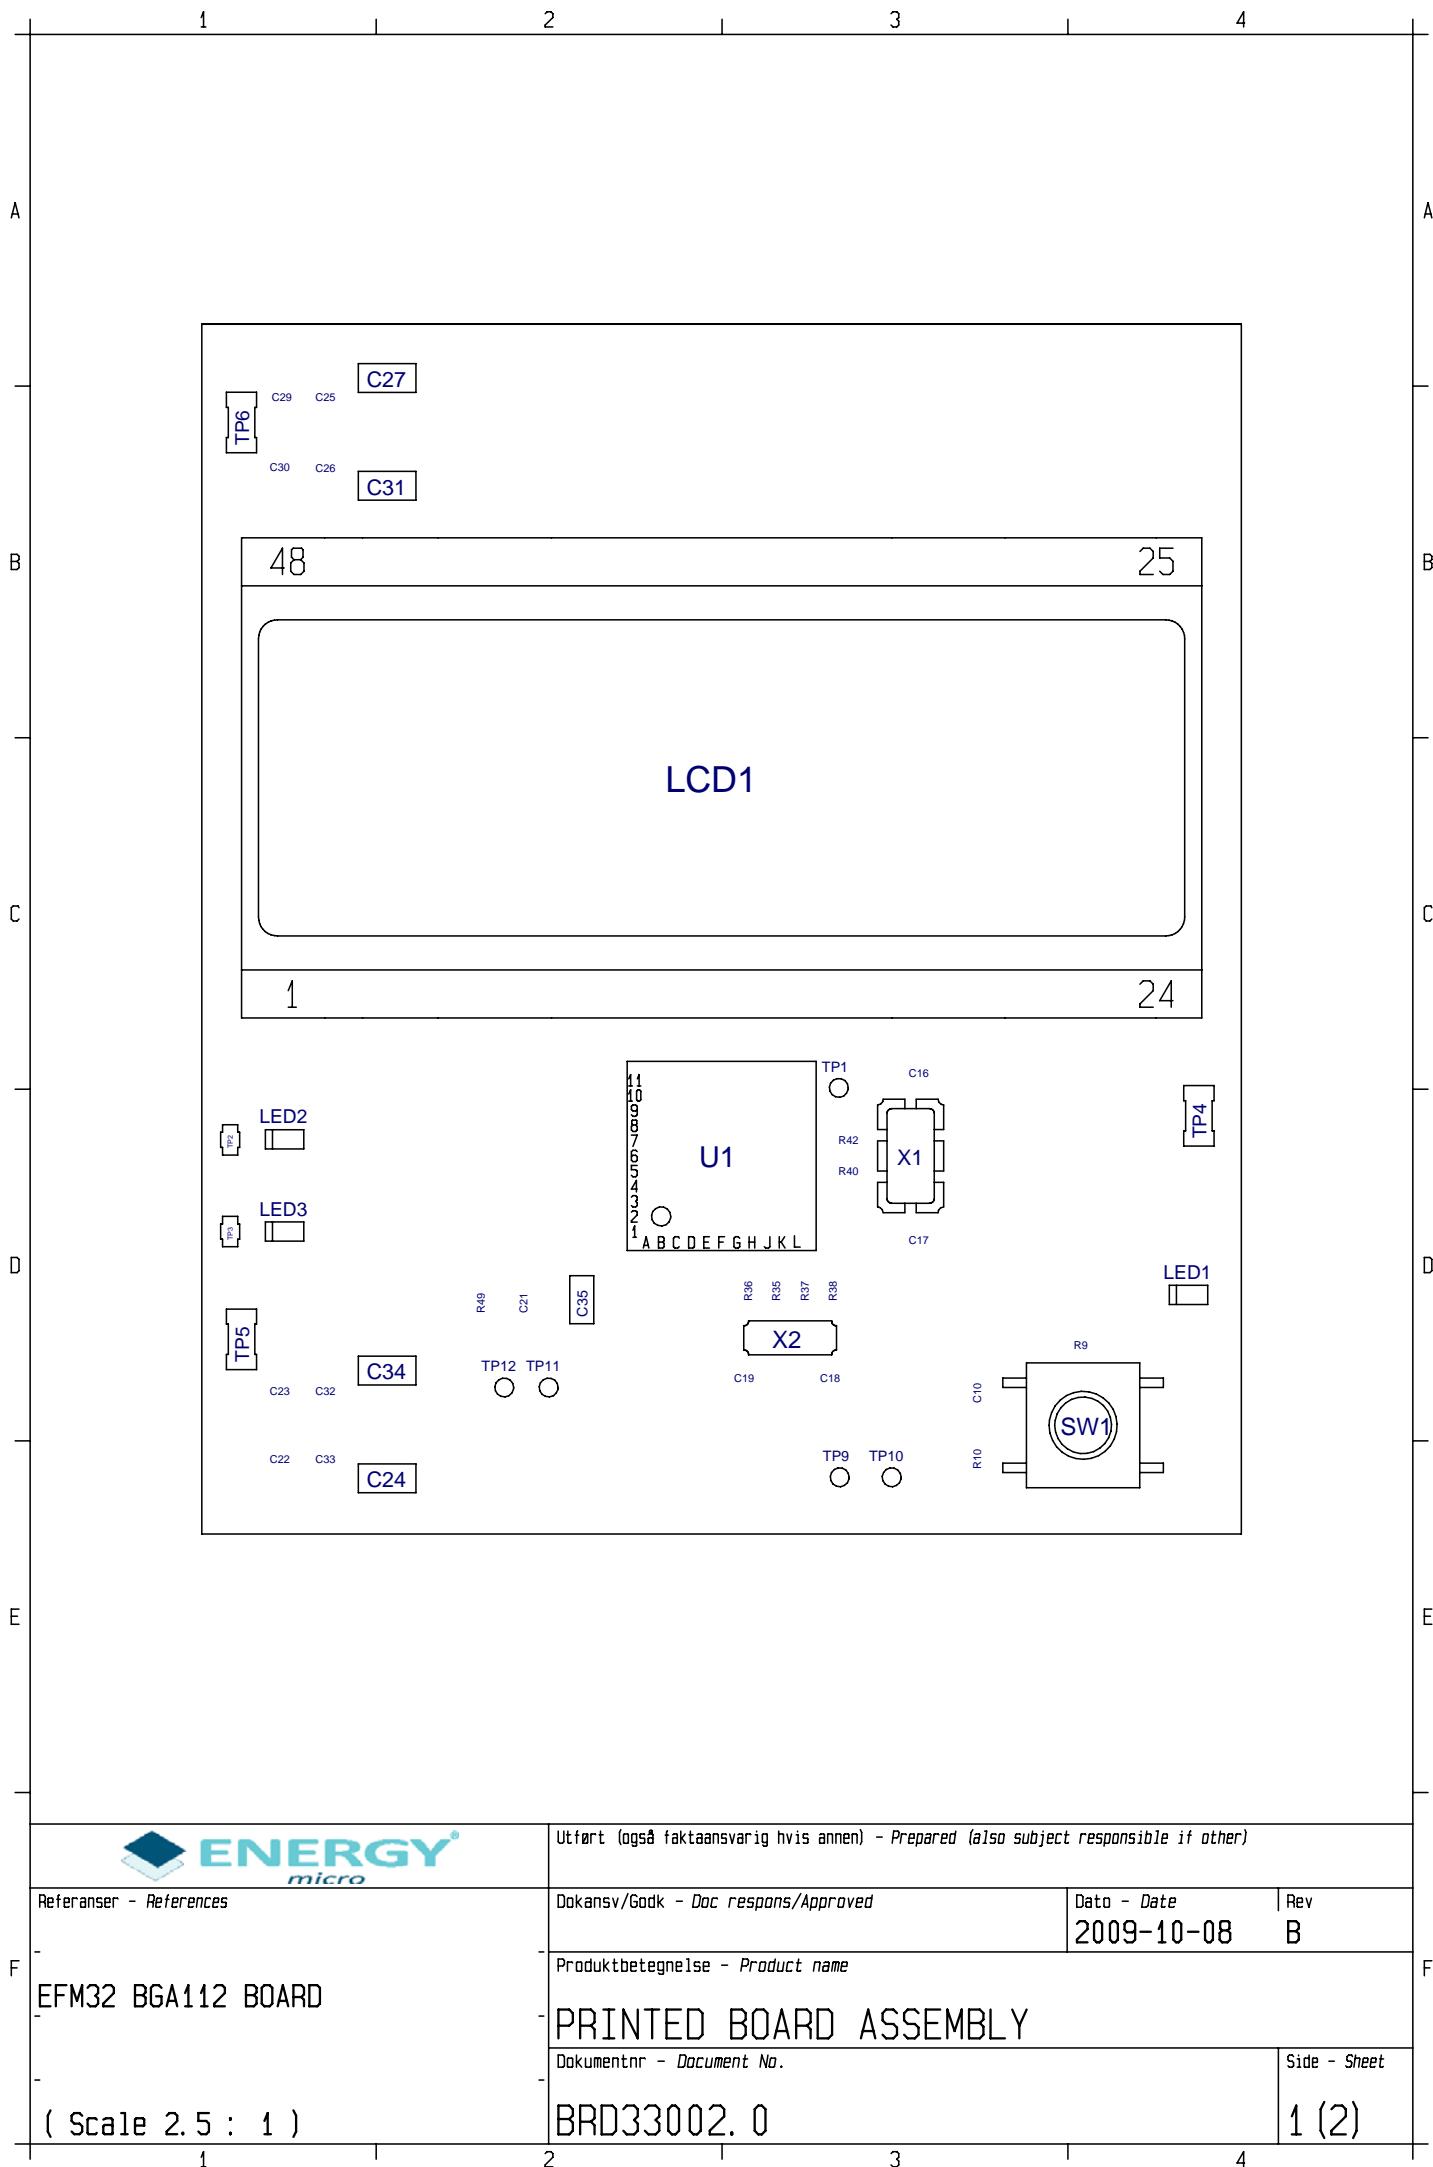 1 2 3 4
A A
C27
C29 C25
TP6
C30 C26
C31
48 25
B B
LCD1
C C
1 24
TP1 C16
11
10
9
8
7
6
5
4
3
2
1
A B C D E F G H J K L
U1
LED2
TP2
R42
R40
X1
TP4
LED3
TP3
C17
D D
LED1
R49 C21 C35
R36 R35 R37 R38
X2
TP5
C34
TP12 TP11
C23 C32
C19 C18
R9
C10
SW1
C22 C33
C24
TP9 TP10
R10
E E
ENERGY®
micro
Utført (også faktaansvarig hvis annen) - Prepared (also subject responsible if other)
Referanser - References
Dokansv/Godk - Doc respons/Approved
Dato - Date
Rev
2009-10-08 B
F F
Produktbetegnelse - Product name
EFM32 BGA112 BOARD
PRINTED BOARD ASSEMBLY
Dokumentnr - Document No.
Side - Sheet
( Scale 2.5 : 1 )
BRD33002.0
1 (2)
1 2 3 4